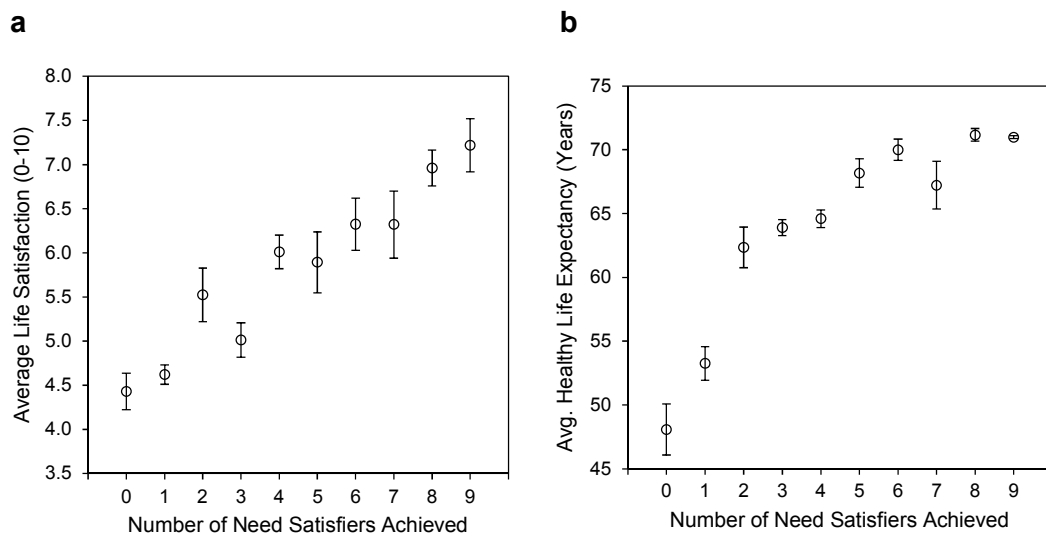 a
8.0
7.5
7.0
6.5
6.0
5.5
5.0
4.5
4.0
3.5
Average Life Satisfaction (0-10)
0 1 2 3 4 5 6 7 8 9
Number of Need Satisfiers Achieved
b
75
70
65
60
55
50
45
Avg. Healthy Life Expectancy (Years)
0 1 2 3 4 5 6 7 8 9
Number of Need Satisfiers Achieved